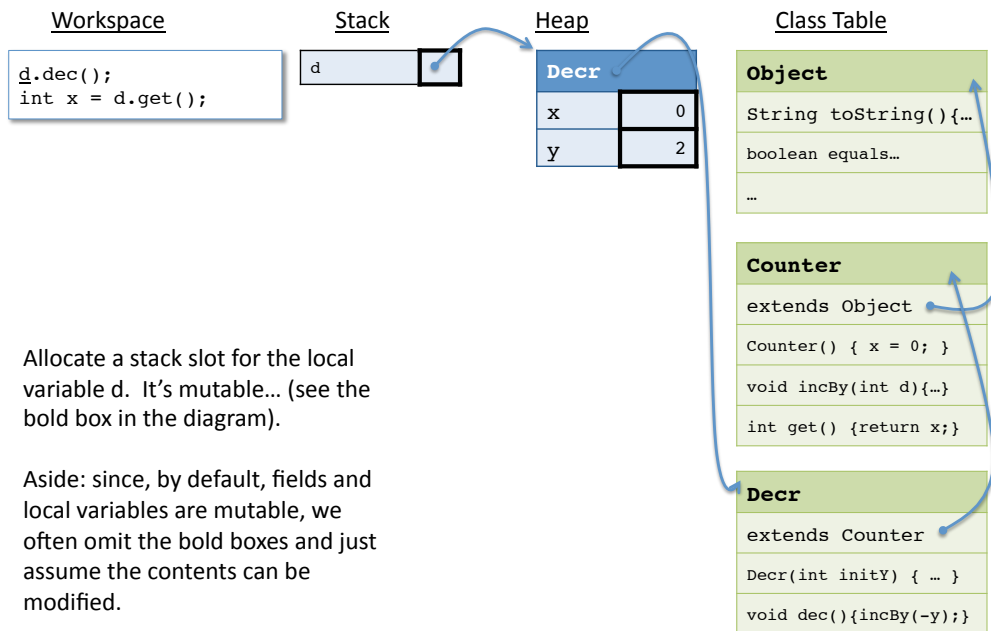 Workspace
Stack
Heap
Class Table
d.dec();
int x = d.get();
d
Decr
x 0
y 2
Object
String toString(){…
boolean equals…
…
Counter
extends Object
Counter() { x = 0; }
void incBy(int d){…}
int get() {return x;}
Decr
extends Counter
Decr(int initY) { … }
void dec(){incBy(-y);}
Allocate a stack slot for the local
variable d.  It’s mutable… (see the
bold box in the diagram).
Aside: since, by default, fields and
local variables are mutable, we
often omit the bold boxes and just
assume the contents can be
modified.